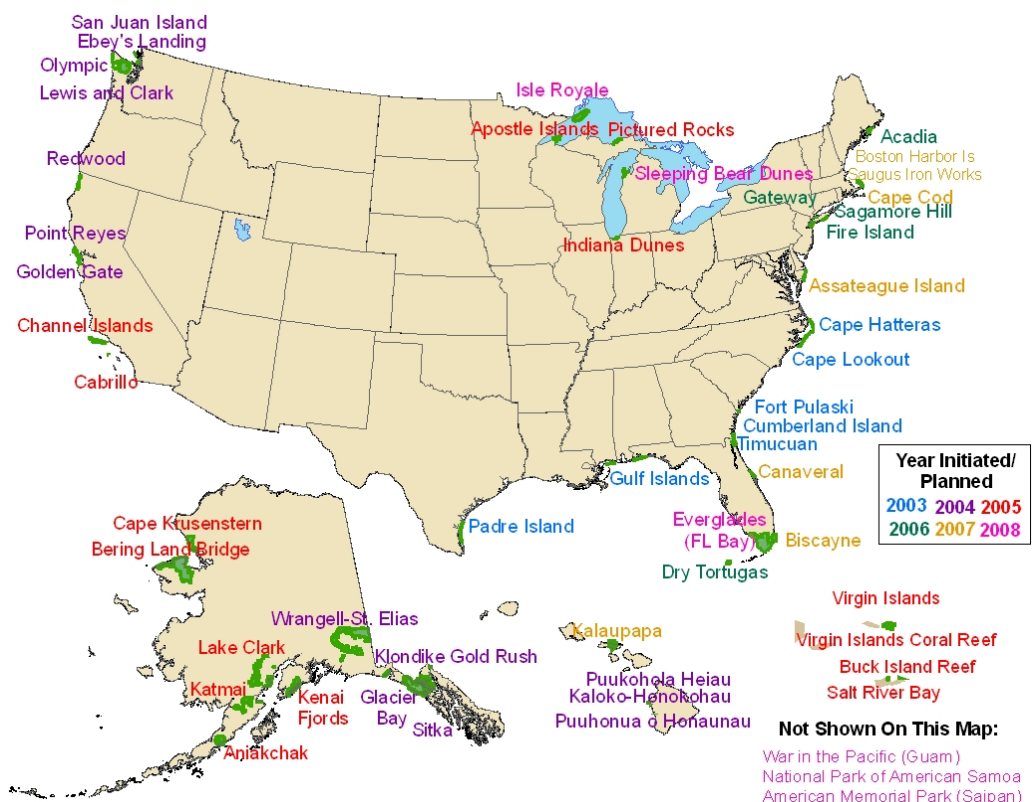 San Juan Island
Ebey's Landing
Olympic
Lewis and Clark
Isle Royale
Apostle Islands
Pictured Rocks
Acadia
Boston Harbor Is
Saugus Iron Works
Redwood
Sleeping Bear Dunes
Gateway
Cape Cod
Sagamore Hill
Fire Island
Point Reyes
Indiana Dunes
Golden Gate
Assateague Island
Channel Islands
Cape Hatteras
Cape Lookout
Cabrillo
Fort Pulaski
Cumberland Island
Timucuan
Gulf Islands
Canaveral
Year Initiated/
Planned
2003 2004 2005
2006 2007 2008
Padre Island
Everglades
(FL Bay)
Biscayne
Dry Tortugas
Cape Krusenstern
Bering Land Bridge
Wrangell-St. Elias
Lake Clark
Klondike Gold Rush
Katmai
Kenai
Fjords
Glacier
Bay
Sitka
Aniakchak
Kalaupapa
Puukohola Heiau
Kaloko-Honokohau
Puuhonua o Honaunau
Virgin Islands
Virgin Islands Coral Reef
Buck Island Reef
Salt River Bay
Not Shown On This Map:
War in the Pacific (Guam)
National Park of American Samoa
American Memorial Park (Saipan)